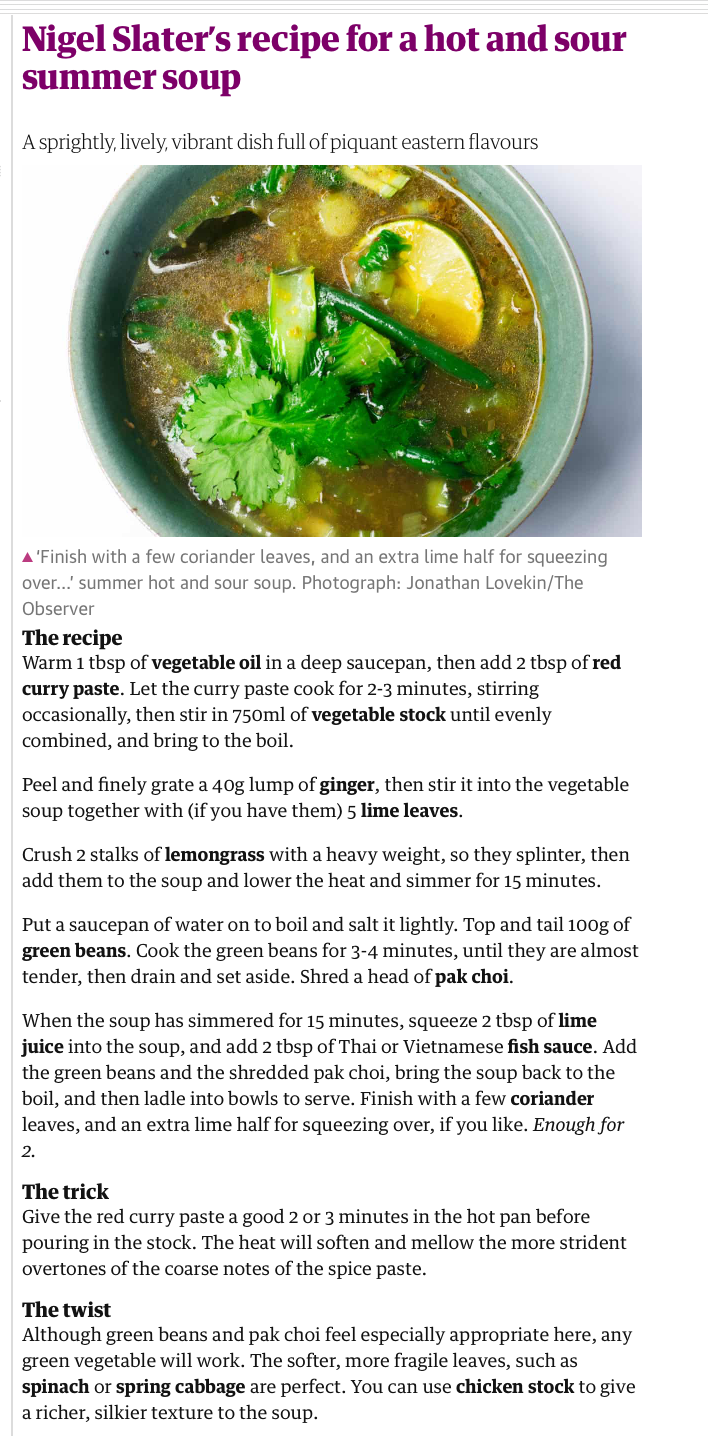 Nigel Slater’s recipe for a hot and sour
summer soup
A sprightly, lively, vibrant dish full of piquant eastern flavours
▲ ‘Finish with a few coriander leaves, and an extra lime half for squeezing
over...’ summer hot and sour soup. Photograph: Jonathan Lovekin/The
Observer
The recipe
Warm 1 tbsp of vegetable oil in a deep saucepan, then add 2 tbsp of red
curry paste. Let the curry paste cook for 2-3 minutes, stirring
occasionally, then stir in 750ml of vegetable stock until evenly
combined, and bring to the boil.
Peel and finely grate a 40g lump of ginger, then stir it into the vegetable
soup together with (if you have them) 5 lime leaves.
Crush 2 stalks of lemongrass with a heavy weight, so they splinter, then
add them to the soup and lower the heat and simmer for 15 minutes.
Put a saucepan of water on to boil and salt it lightly. Top and tail 100g of
green beans. Cook the green beans for 3-4 minutes, until they are almost
tender, then drain and set aside. Shred a head of pak choi.
When the soup has simmered for 15 minutes, squeeze 2 tbsp of lime
juice into the soup, and add 2 tbsp of Thai or Vietnamese fish sauce. Add
the green beans and the shredded pak choi, bring the soup back to the
boil, and then ladle into bowls to serve. Finish with a few coriander
leaves, and an extra lime half for squeezing over, if you like. Enough for
2.
The trick
Give the red curry paste a good 2 or 3 minutes in the hot pan before
pouring in the stock. The heat will soften and mellow the more strident
overtones of the coarse notes of the spice paste.
The twist
Although green beans and pak choi feel especially appropriate here, any
green vegetable will work. The softer, more fragile leaves, such as
spinach or spring cabbage are perfect. You can use chicken stock to give
a richer, silkier texture to the soup.